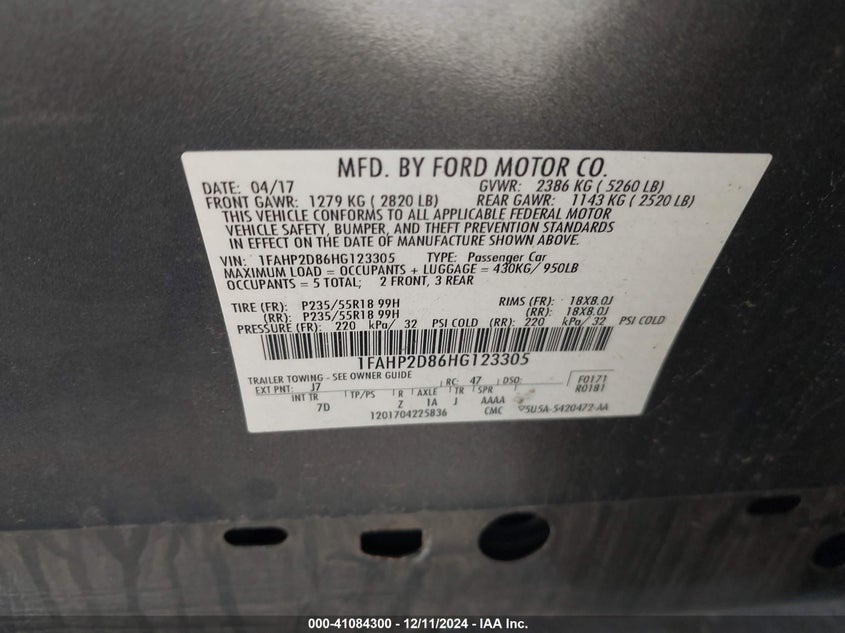 MFD. BY FORD MOTOR CO.
DATE: 04/17 GVWR: 2386 KG ( 5260 LB)
FRONT GAWR: 1279 KG ( 2820 LB) REAR GAWR: 1143 KG ( 2520 LB)
THIS VEHICLE CONFORMS TO ALL APPLICABLE FEDERAL MOTOR
VEHICLE SAFETY, BUMPER, AND THEFT PREVENTION STANDARDS
IN EFFECT ON THE DATE OF MANUFACTURE SHOWN ABOVE.
VIN: 1FAHP2D86HG123305 TYPE: Passenger Car
MAXIMUM LOAD = OCCUPANTS + LUGGAGE = 430KG/ 950LB
OCCUPANTS = 5 TOTAL; 2 FRONT, 3 REAR
TIRE (FR): P235/55R18 99H RIMS (FR): 18X8.0J
(RR): P235/55R18 99H (RR): 18X8.0J
PRESSURE (FR): 220 kPa/ 32 PSI COLD (RR): 220 kPa/ 32 PSI COLD
1FAHP2D86HG123305
TRAILER TOWING - SEE OWNER GUIDE
EXT PNT: J7 RC: 47 DSO: F0171
R0181
INT TR TP/PS R AXLE TR SPR
7D Z 1A J AAAA
1201704225836 CMC 5U5A-5420472-AA
000-41084300 - 12/11/2024 - IAA Inc.